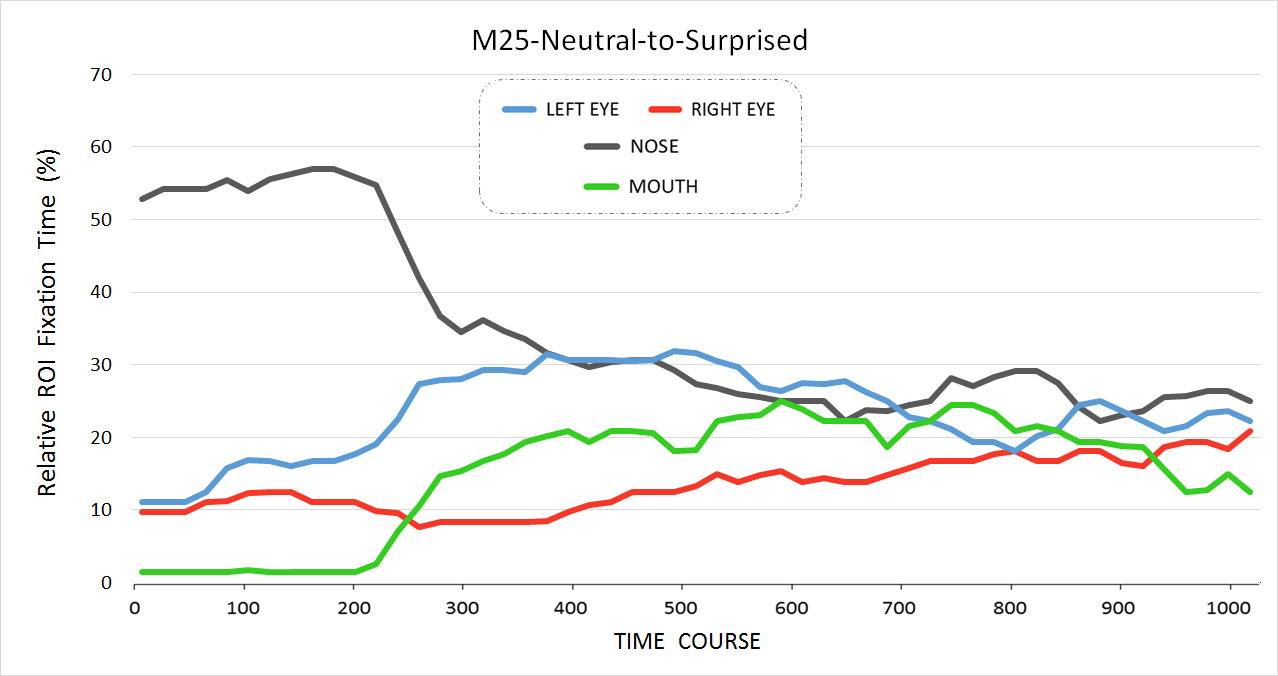 M25-Neutral-to-Surprised
70
60
50
40
30
20
10
0
Relative ROI Fixation Time (%)
LEFT EYE RIGHT EYE
NOSE
MOUTH
0 100 200 300 400 500 600 700 800 900 1000
TIME COURSE